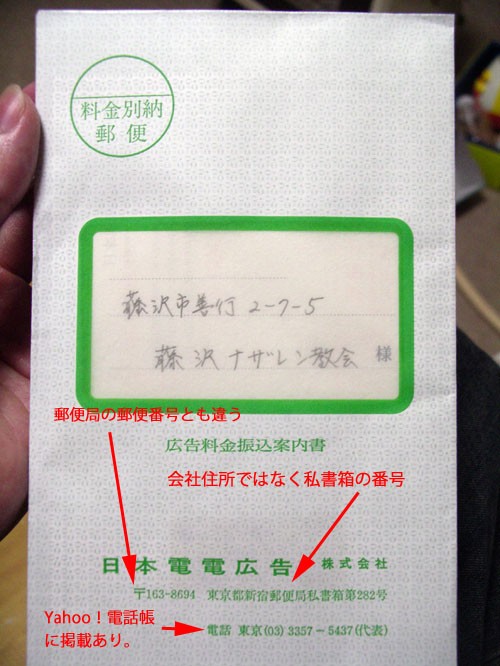 料金別納
郵便
藤沢市善行 2-7-5
藤沢ナザレン教会 様
郵便局の郵便番号とも違う
広告料金振込案内書
会社住所ではなく私書箱の番号
日本電電広告 株式会社
〒163-8694 東京都新宿郵便局私書箱第282号
Yahoo!電話帳
に掲載あり。
電話 東京(03)3357-5437(代表)